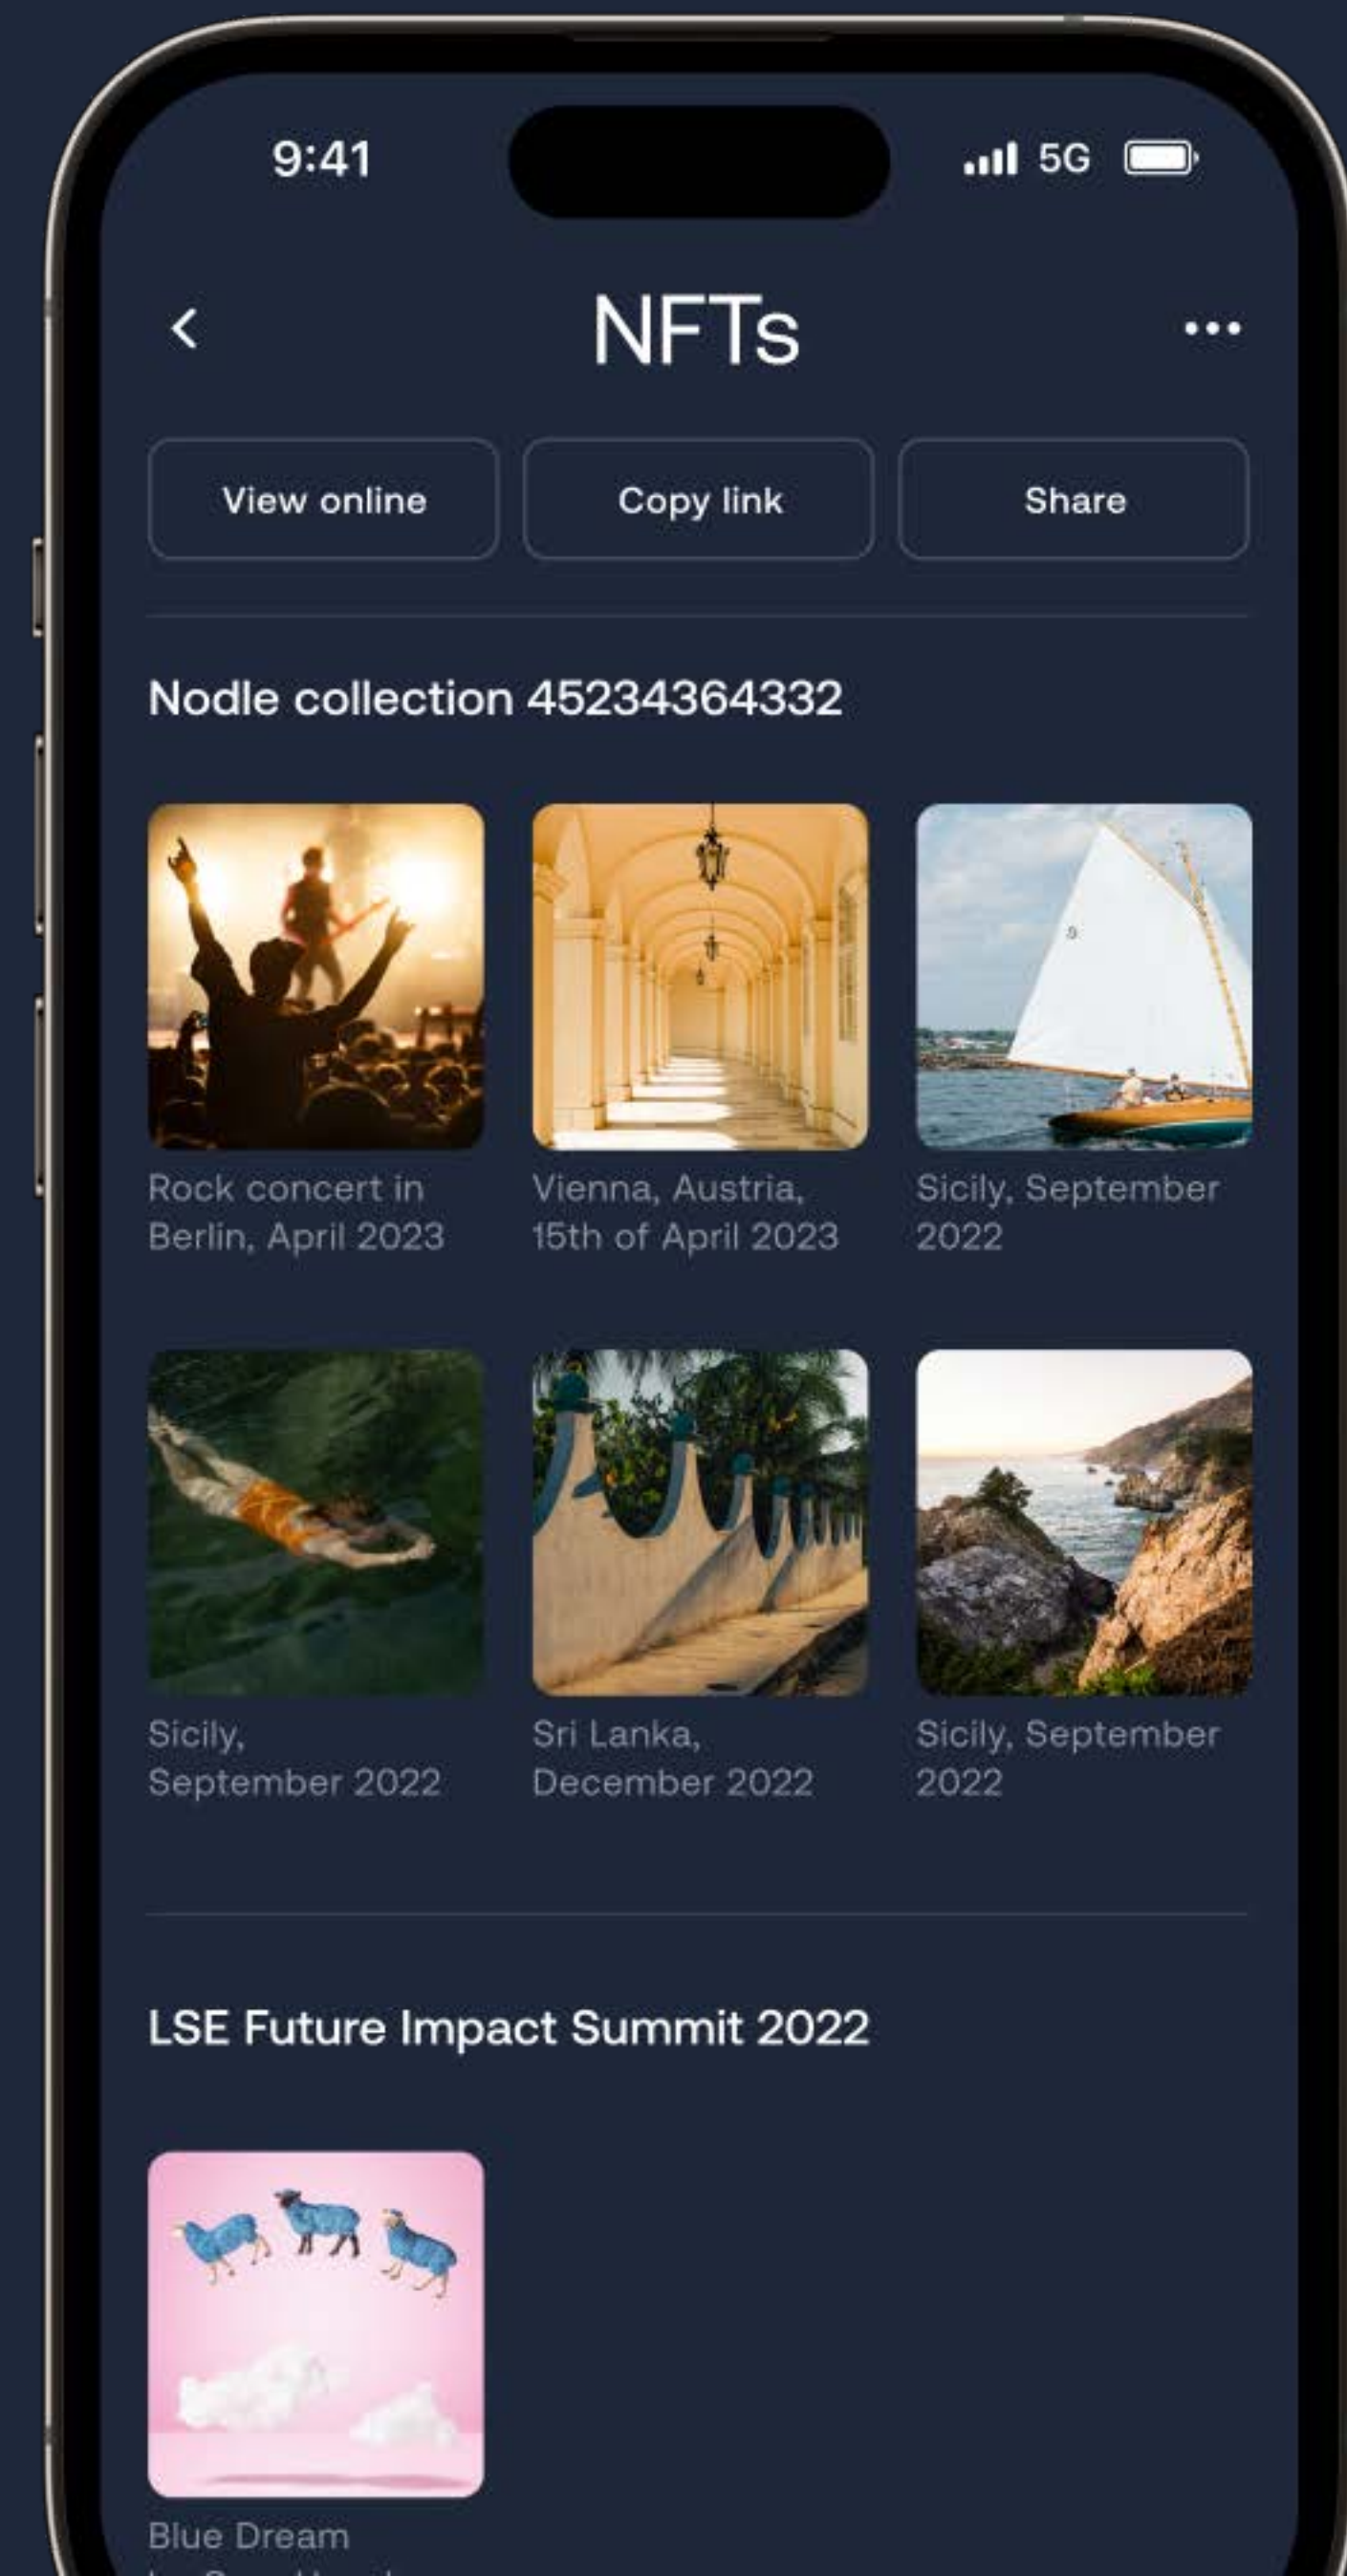 9:41
5G
NFTs
View online
Copy link
Share
Nodle collection 45234364332
Rock concert in
Berlin, April 2023
Vienna, Austria,
15th of April 2023
Sicily, September
2022
Sicily,
September 2022
Sri Lanka,
December 2022
Sicily, September
2022
LSE Future Impact Summit 2022
Blue Dream